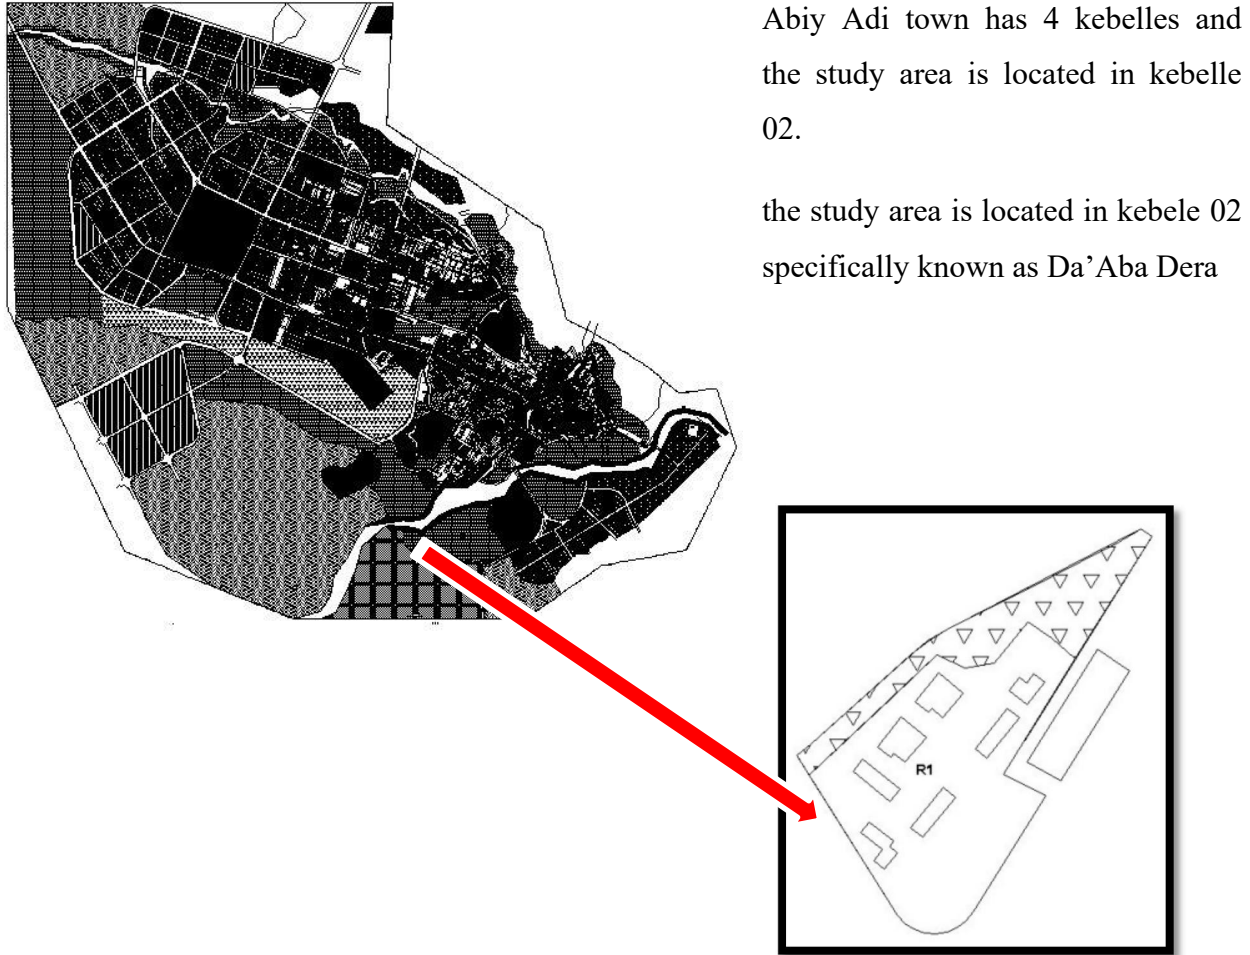 Abiy Adi town has 4 kebelles and
the study area is located in kebelle
02.
the study area is located in kebele 02
specifically known as Da’Aba Dera
R1